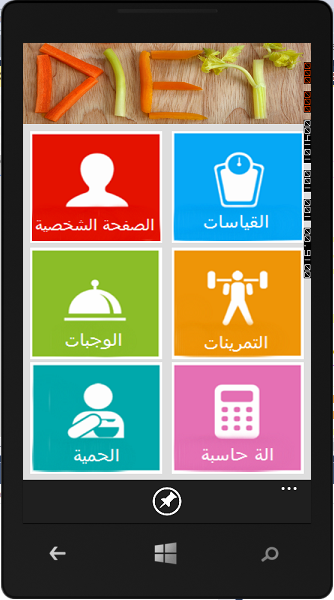 DIET
الصفحة الشخصية
القياسات
الوجبات
التمرينات
الحمية
الة حاسبة